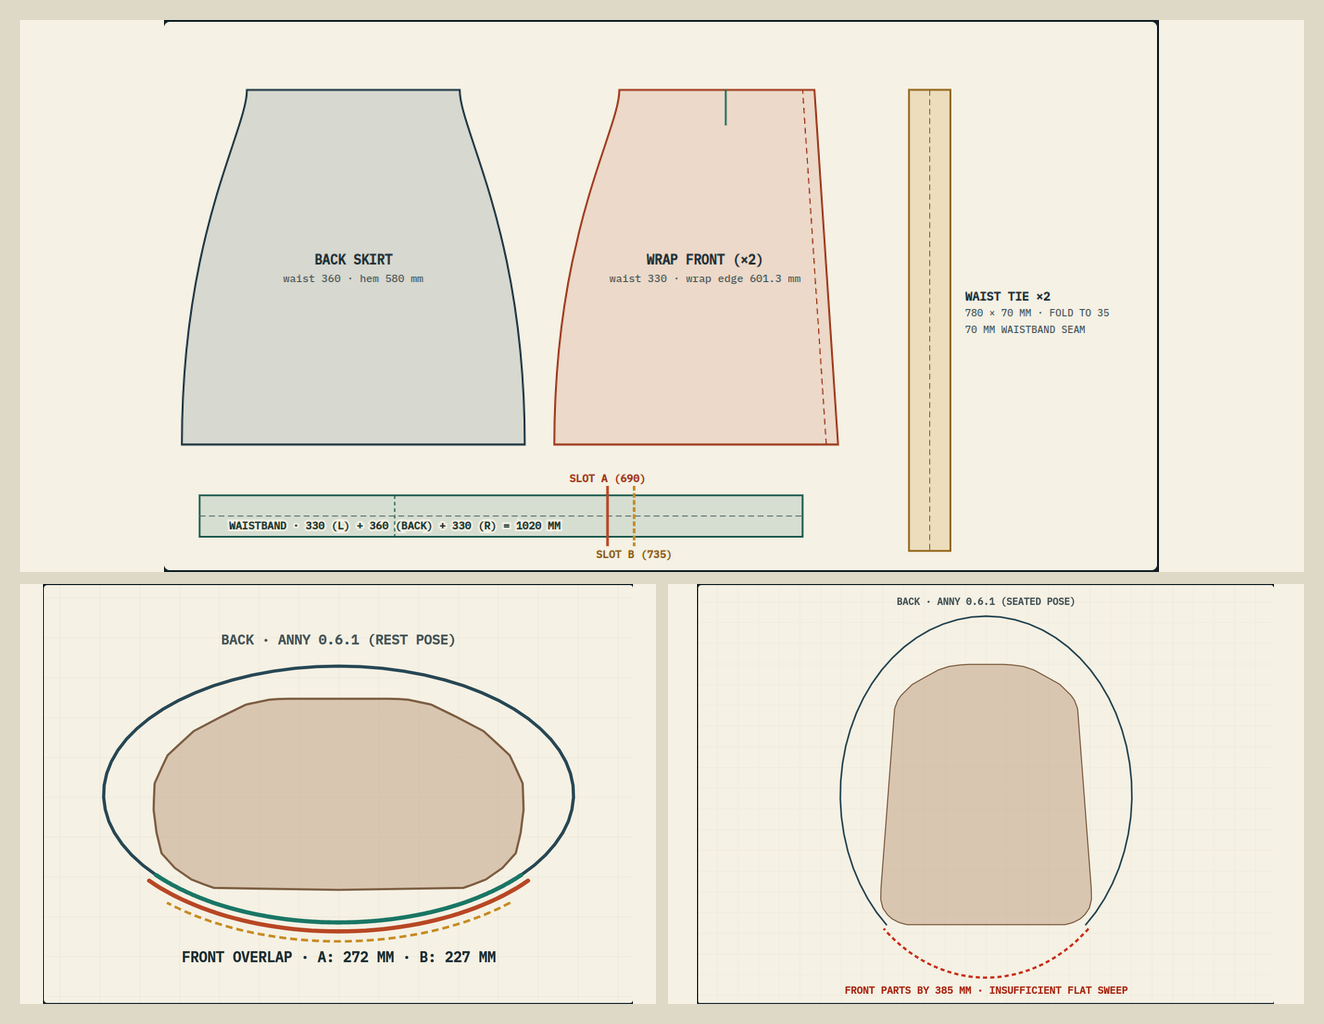 BACK SKIRT
waist 360 · hem 580 mm
WRAP FRONT (×2)
waist 330 · wrap edge 601.3 mm
WAIST TIE ×2
780 × 70 MM · FOLD TO 35
70 MM WAISTBAND SEAM
SLOT A (690)
WAISTBAND · 330 (L) + 360 (BACK) + 330 (R) = 1020 MM
SLOT B (735)
BACK · ANNY 0.6.1 (REST POSE)
FRONT OVERLAP · A: 272 MM · B: 227 MM
BACK · ANNY 0.6.1 (SEATED POSE)
FRONT PARTS BY 385 MM · INSUFFICIENT FLAT SWEEP